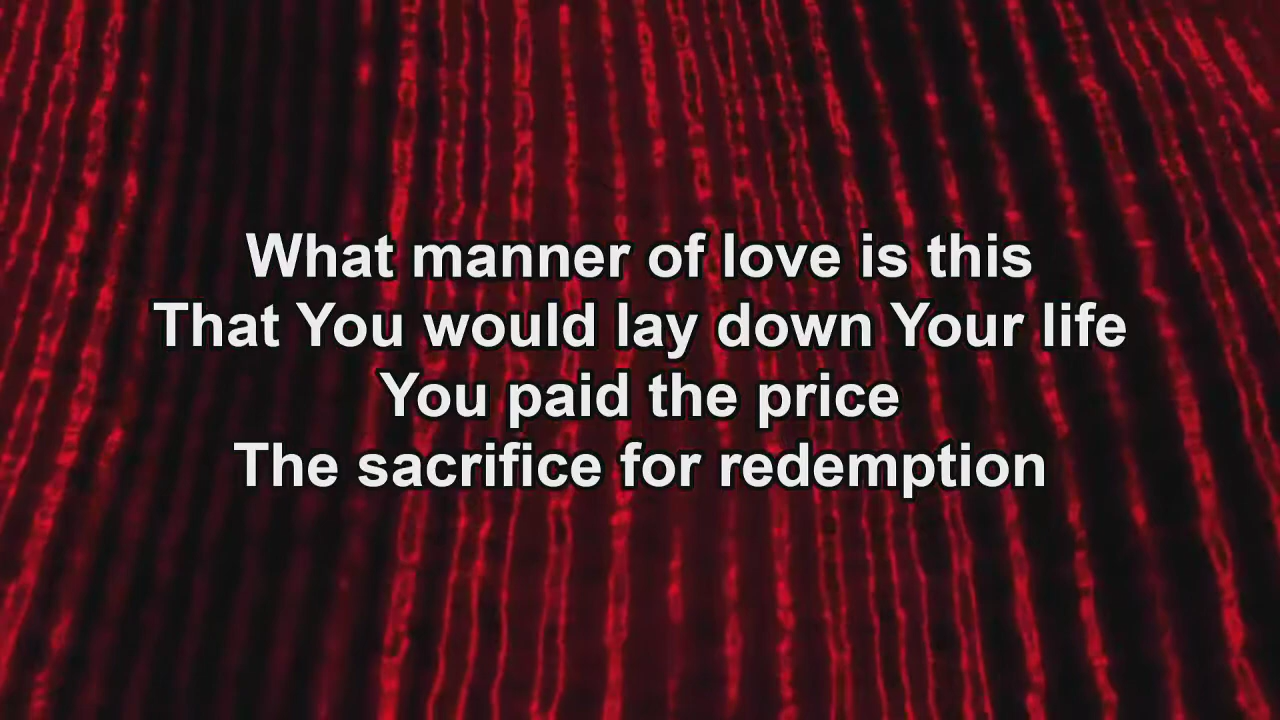 What manner of love is this
That You would lay down Your life
You paid the price
The sacrifice for redemption